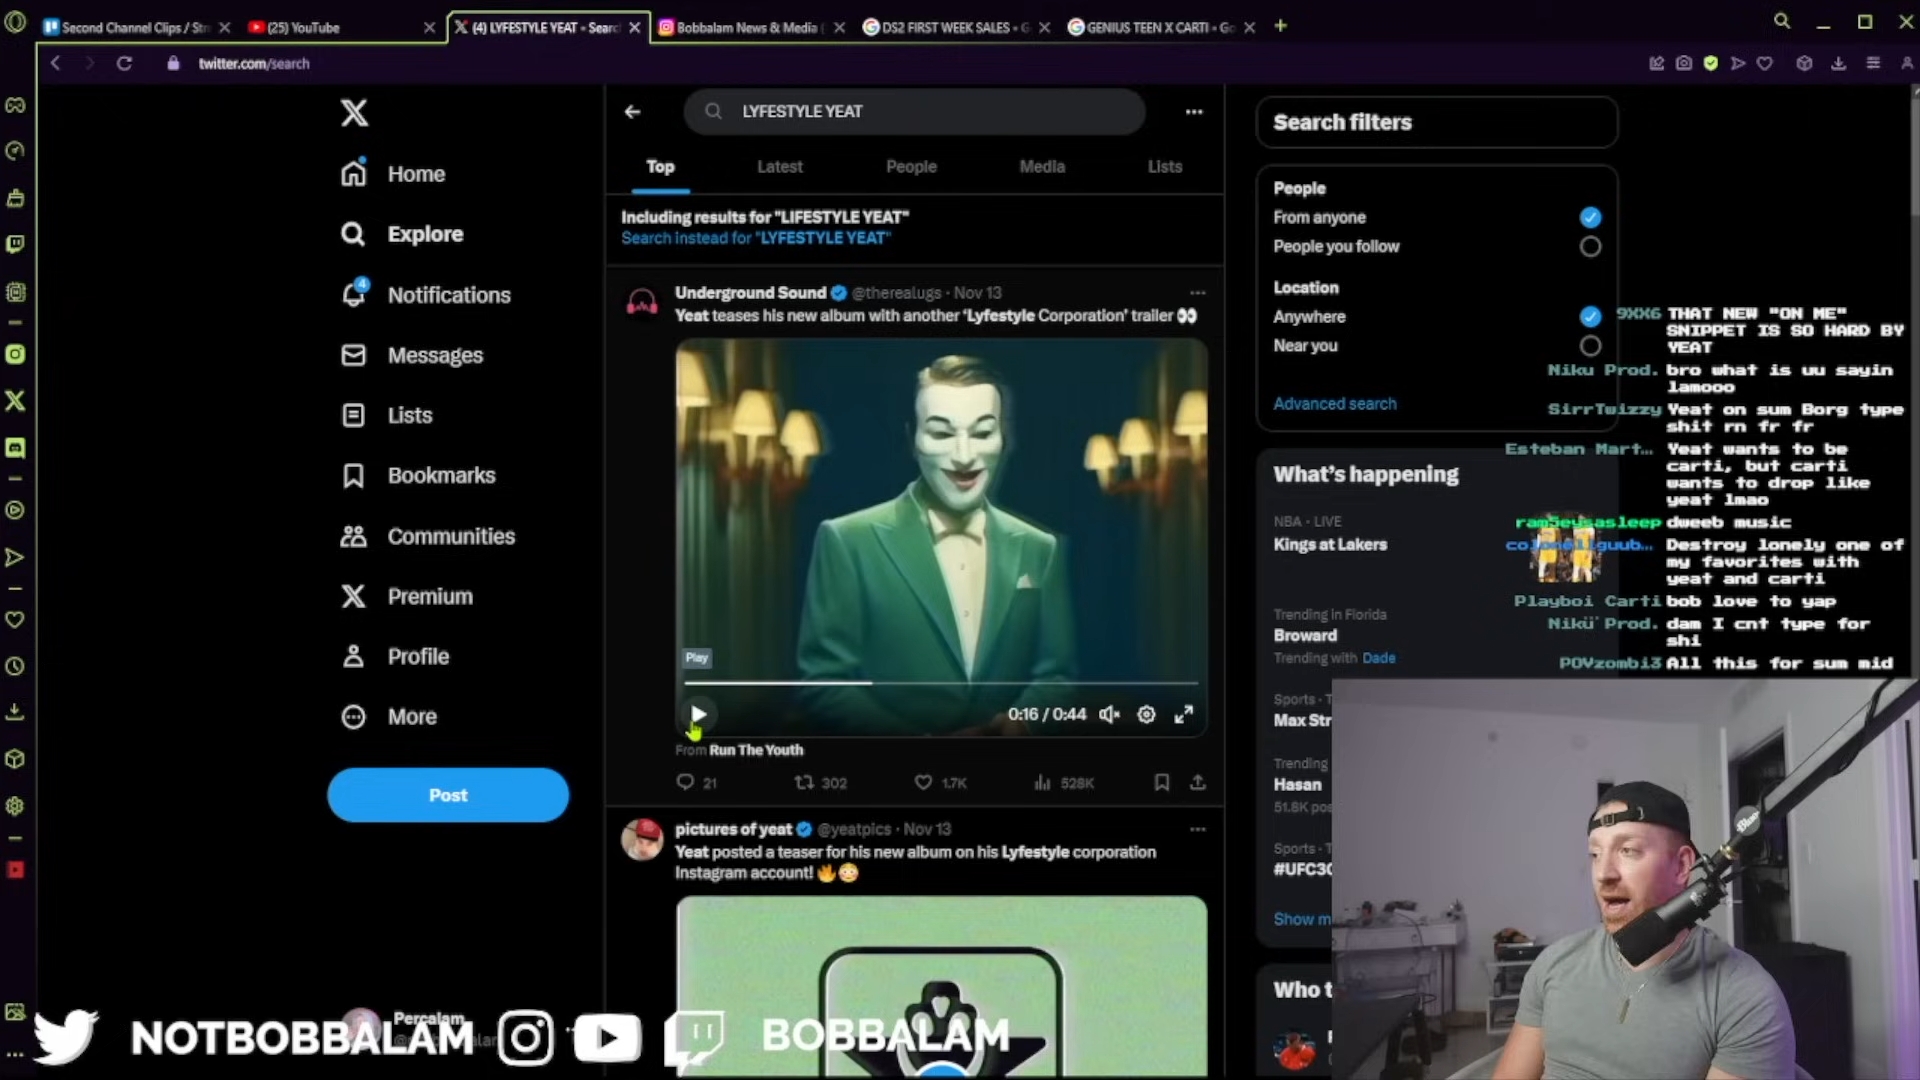 Second Channel Clips / Str
(25) YouTube
(4) LYFESTYLE YEAT - Searc
Bobbalam News & Media (
DS2 FIRST WEEK SALES - G
GENIUS TEEN X CARTI - Go
twitter.com/search
Home
Explore
4
Notifications
Messages
Lists
Bookmarks
Communities
Premium
Profile
More
Post
Percalam
LYFESTYLE YEAT
Top
Latest
People
Media
Lists
Including results for "LIFESTYLE YEAT"
Search instead for "LYFESTYLE YEAT"
Underground Sound @therealugs · Nov 13
Yeat teases his new album with another 'Lyfestyle Corporation' trailer
Play
0:16 / 0:44
From Run The Youth
21
302
1.7K
528K
pictures of yeat @yeatpics · Nov 13
Yeat posted a teaser for his new album on his Lyfestyle corporation
Instagram account!
Search filters
People
From anyone
People you follow
Location
Anywhere
Near you
Advanced search
What's happening
NBA · LIVE
Kings at Lakers
Trending in Florida
Broward
Trending with Dade
Sports · T
Max Str
Trending
Hasan
51.8K pos
Sports · T
#UFC30
Show m
Who t
9XX6 THAT NEW "ON ME"
SNIPPET IS SO HARD BY
YEAT
Niku Prod. bro what is uu sayin
lamooo
SirrTwizzy Yeat on sum Borg type
shit rn fr fr
Esteban Mart… Yeat wants to be
carti, but carti
wants to drop like
yeat lmao
ram5eysasleep dweeb music
Destroy lonely one of
my favorites with
yeat and carti
Playboi Carti bob love to yap
Nikü Prod. dam I cnt type for
shi
POVzombi3 All this for sum mid
Blue
NOTBOBBALAM
BOBBALAM